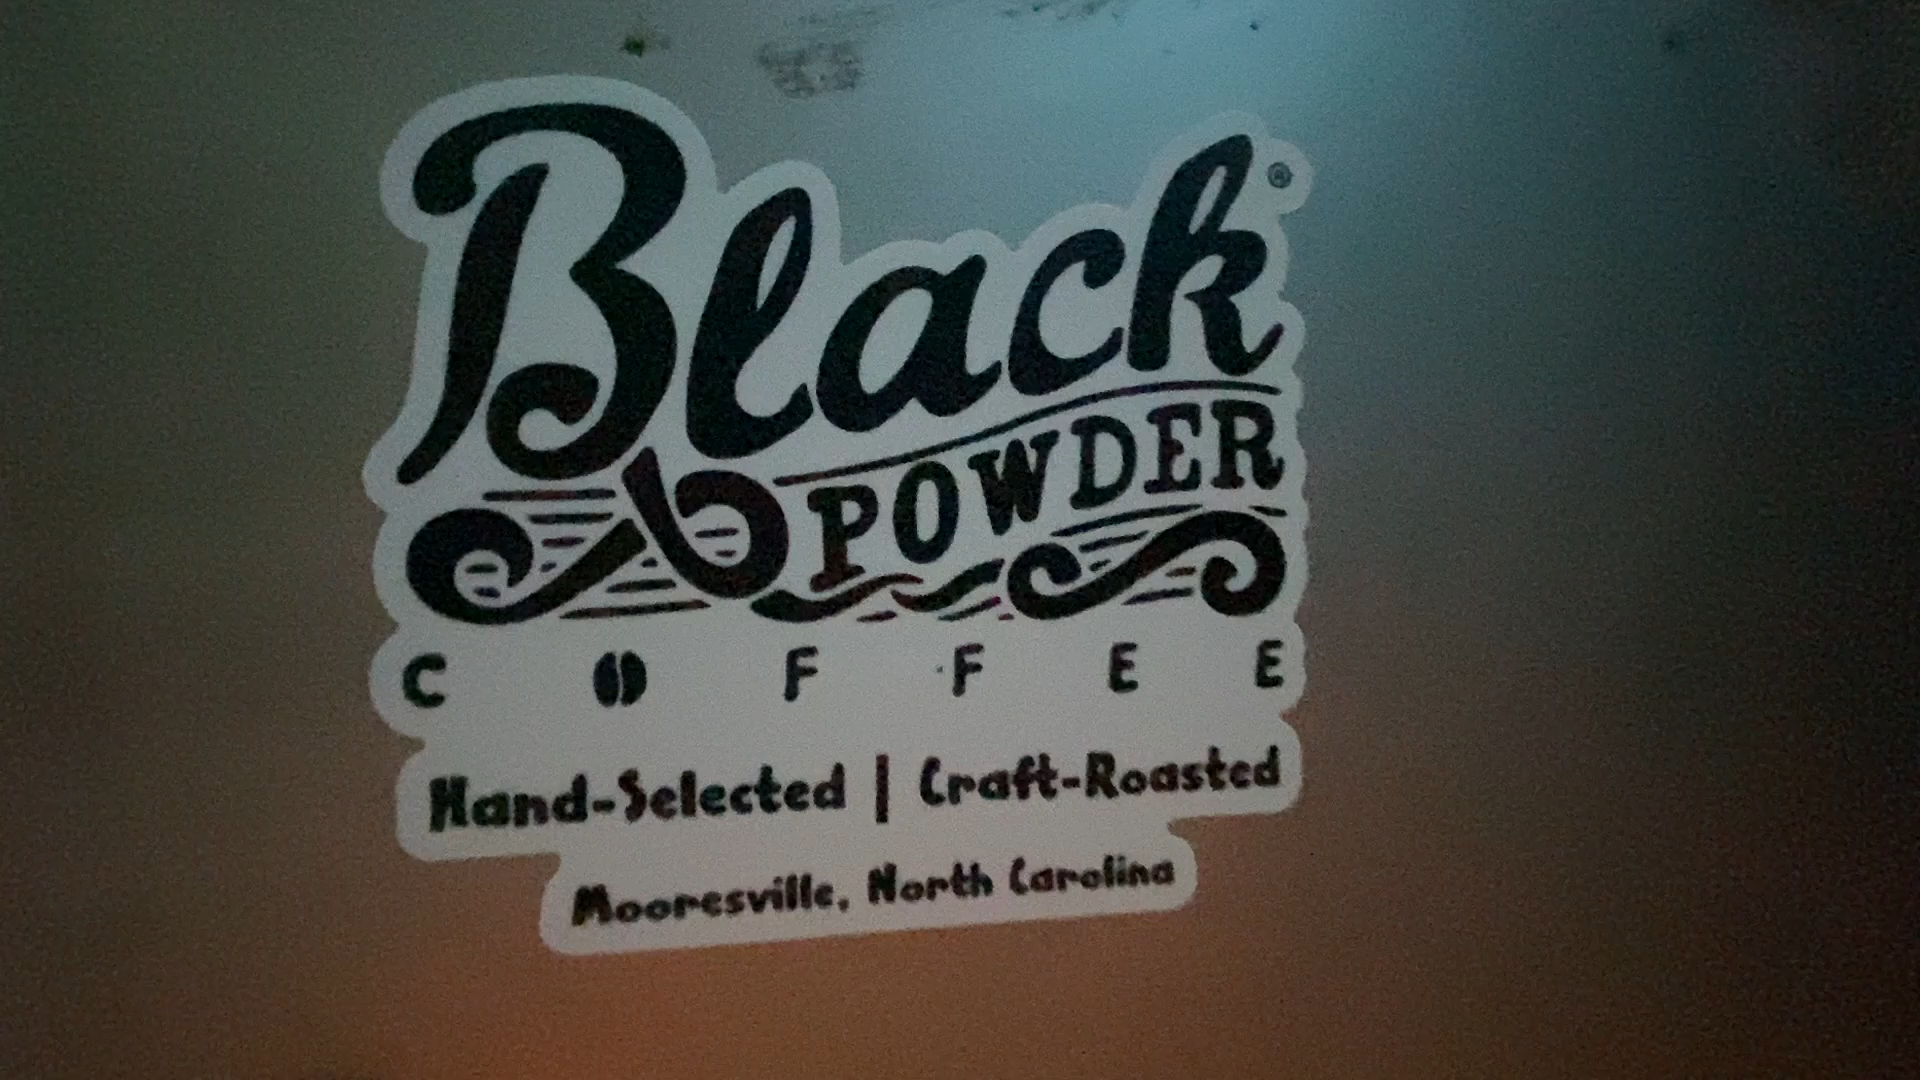 Black®
POWDER
COFFEE
Hand-Selected | Craft-Roasted
Mooresville, North Carolina